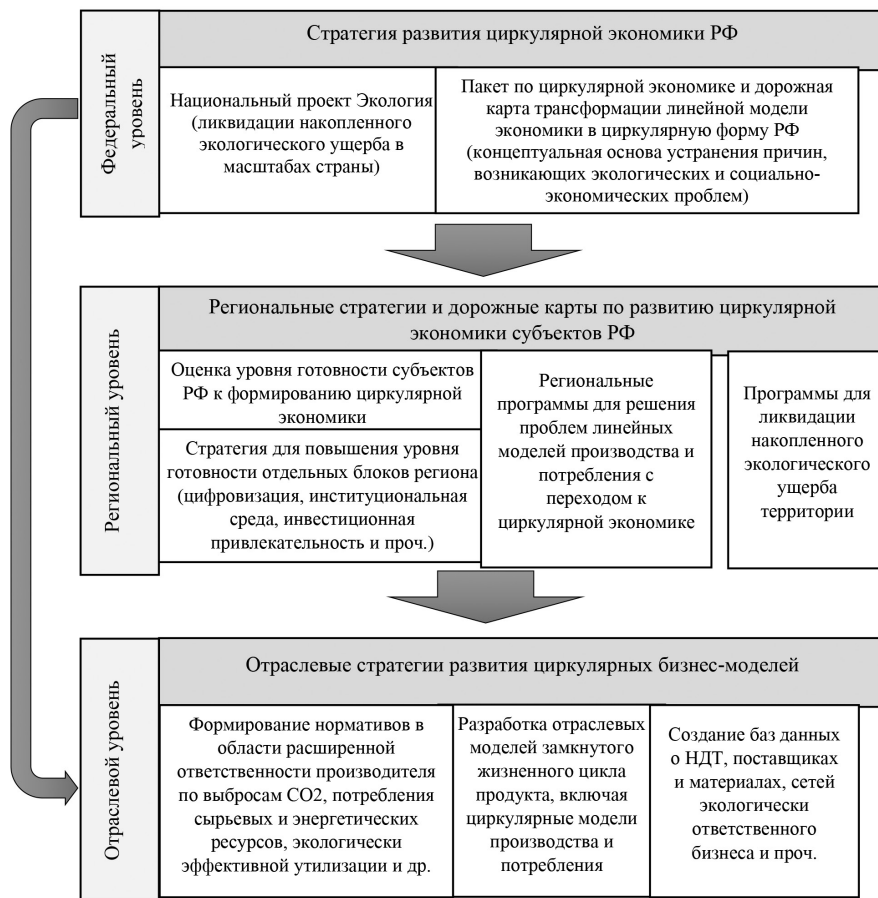 Федеральный
уровень
Стратегия развития циркулярной экономики РФ
Национальный проект Экология
(ликвидации накопленного
экологического ущерба в
масштабах страны)
Пакет по циркулярной экономике и дорожная
карта трансформации линейной модели
экономики в циркулярную форму РФ
(концептуальная основа устранения причин,
возникающих экологических и социально-
экономических проблем)
Региональный уровень
Региональные стратегии и дорожные карты по развитию циркулярной
экономики субъектов РФ
Оценка уровня готовности субъектов
РФ к формированию циркулярной
экономики
Стратегия для повышения уровня
готовности отдельных блоков региона
(цифровизация, институциональная
среда, инвестиционная
привлекательность и проч.)
Региональные
программы для решения
проблем линейных
моделей производства и
потребления с
переходом к
циркулярной экономике
Программы для
ликвидации
накопленного
экологического
ущерба
территории
Отраслевой уровень
Отраслевые стратегии развития циркулярных бизнес-моделей
Формирование нормативов в
области расширенной
ответственности производителя
по выбросам СО2, потребления
сырьевых и энергетических
ресурсов, экологически
эффективной утилизации и др.
Разработка отраслевых
моделей замкнутого
жизненного цикла
продукта, включая
циркулярные модели
производства и
потребления
Создание баз данных
о НДТ, поставщиках
и материалах, сетей
экологически
ответственного
бизнеса и проч.